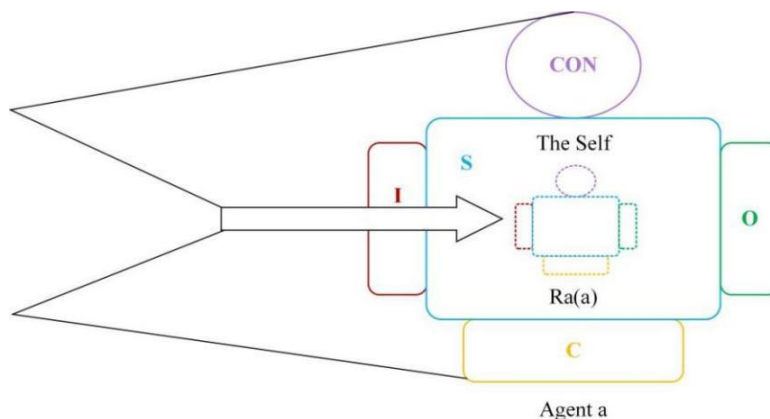 CON
The Self
S
I
O
Ra(a)
C
Agent a